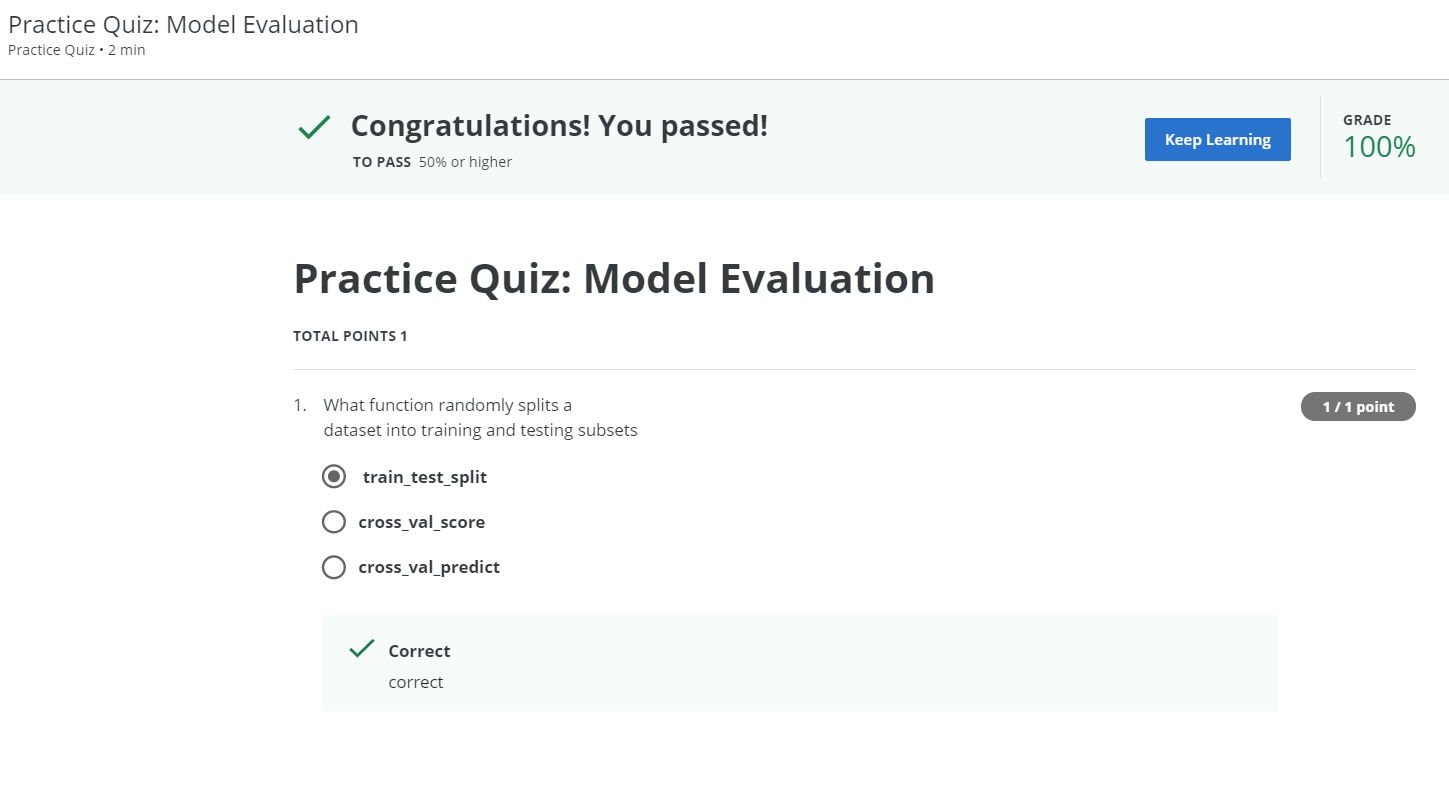 Practice Quiz: Model Evaluation
Practice Quiz • 2 min
Congratulations! You passed!
TO PASS 50% or higher
Keep Learning
GRADE
100%
Practice Quiz: Model Evaluation
TOTAL POINTS 1
1. What function randomly splits a
dataset into training and testing subsets
1 / 1 point
train_test_split
cross_val_score
cross_val_predict
Correct
correct